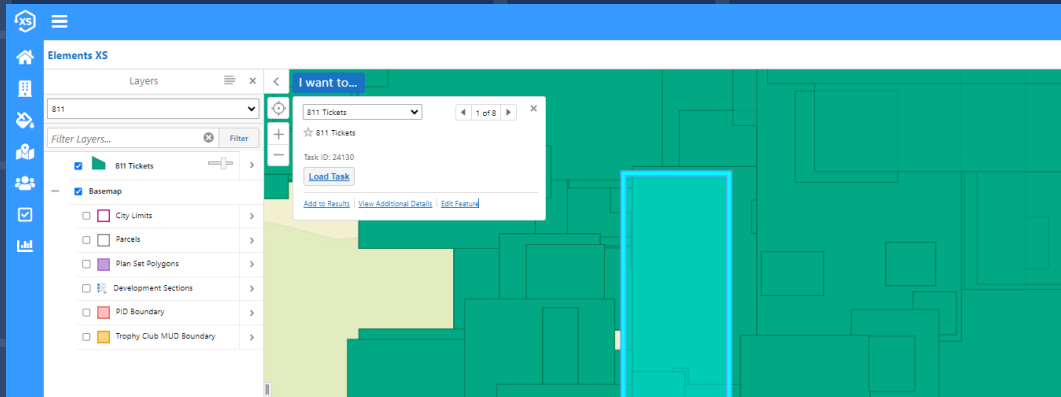 XS
Elements XS
Layers
811
Filter Layers...
Filter
811 Tickets
Basemap
City Limits
Parcels
Plan Set Polygons
Development Sections
PID Boundary
Trophy Club MUD Boundary
I want to...
811 Tickets
1 of 8
811 Tickets
Task ID: 24130
Load Task
Add to Results
View Additional Details
Edit Feature